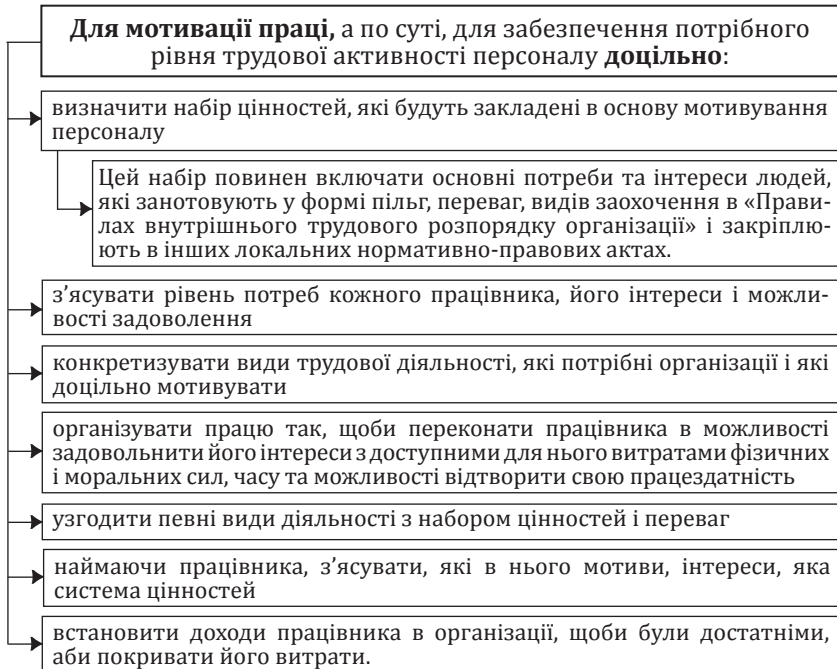 Для мотивації праці, а по суті, для забезпечення потрібного
рівня трудової активності персоналу доцільно:
визначити набір цінностей, які будуть закладені в основу мотивування
персоналу
Цей набір повинен включати основні потреби та інтереси людей,
які занотовують у формі пільг, переваг, видів заохочення в «Прави-
лах внутрішнього трудового розпорядку організації» і закріплю-
ють в інших локальних нормативно-правових актах.
з’ясувати рівень потреб кожного працівника, його інтереси і можли-
вості задоволення
конкретизувати види трудової діяльності, які потрібні організації і які
доцільно мотивувати
організувати працю так, щоби переконати працівника в можливості
задовольнити його інтереси з доступними для нього витратами фізичних
і моральних сил, часу та можливості відтворити свою працездатність
узгодити певні види діяльності з набором цінностей і переваг
наймаючи працівника, з’ясувати, які в нього мотиви, інтереси, яка
система цінностей
встановити доходи працівника в організації, щоби були достатніми,
аби покривати його витрати.